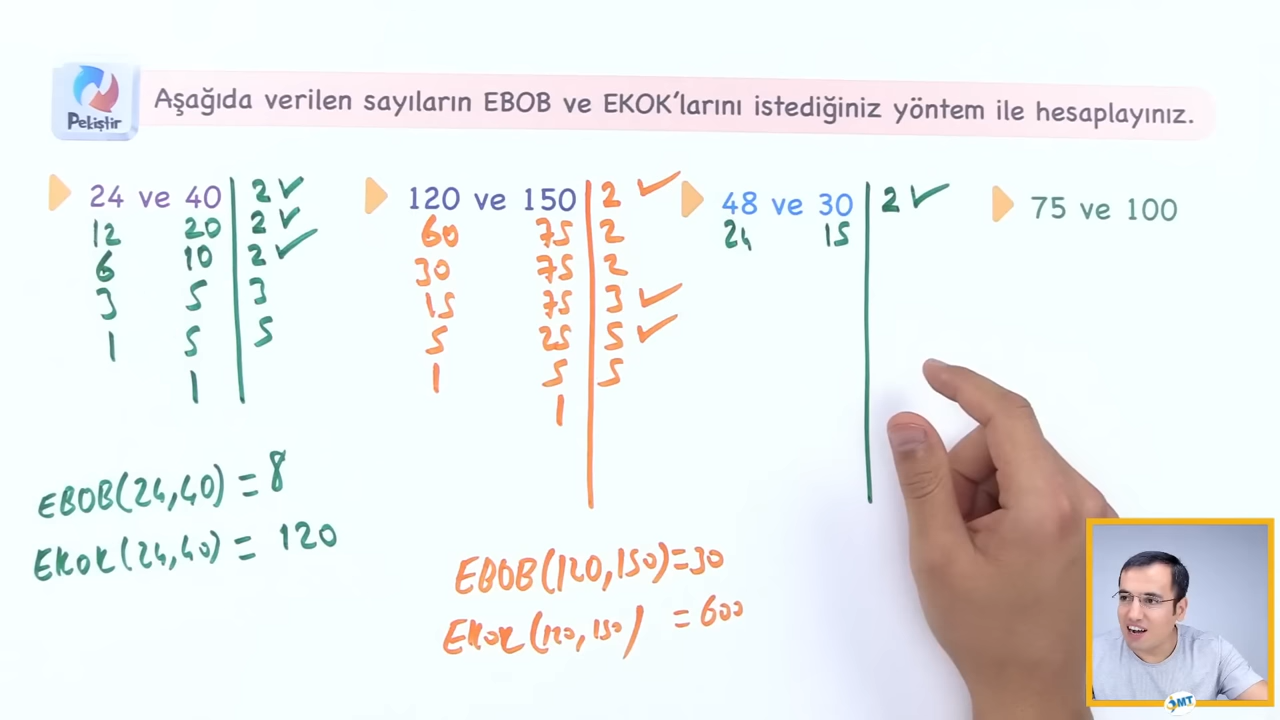 Pekiştir
Aşağıda verilen sayıların EBOB ve EKOK'larını istediğiniz yöntem ile hesaplayınız.
24 ve 40 | 2 ✓
12 20 | 2 ✓
6 10 | 2 ✓
3 5 | 3
1 5 | 5
1
EBOB(24,40) = 8
EKOK(24,40) = 120
120 ve 150 | 2 ✓
60 75 | 2
30 75 | 2
15 75 | 3 ✓
5 25 | 5 ✓
1 5 | 5
1
EBOB(120,150)=30
EKOK(120,150) = 600
48 ve 30 | 2 ✓
24 15
75 ve 100
MT